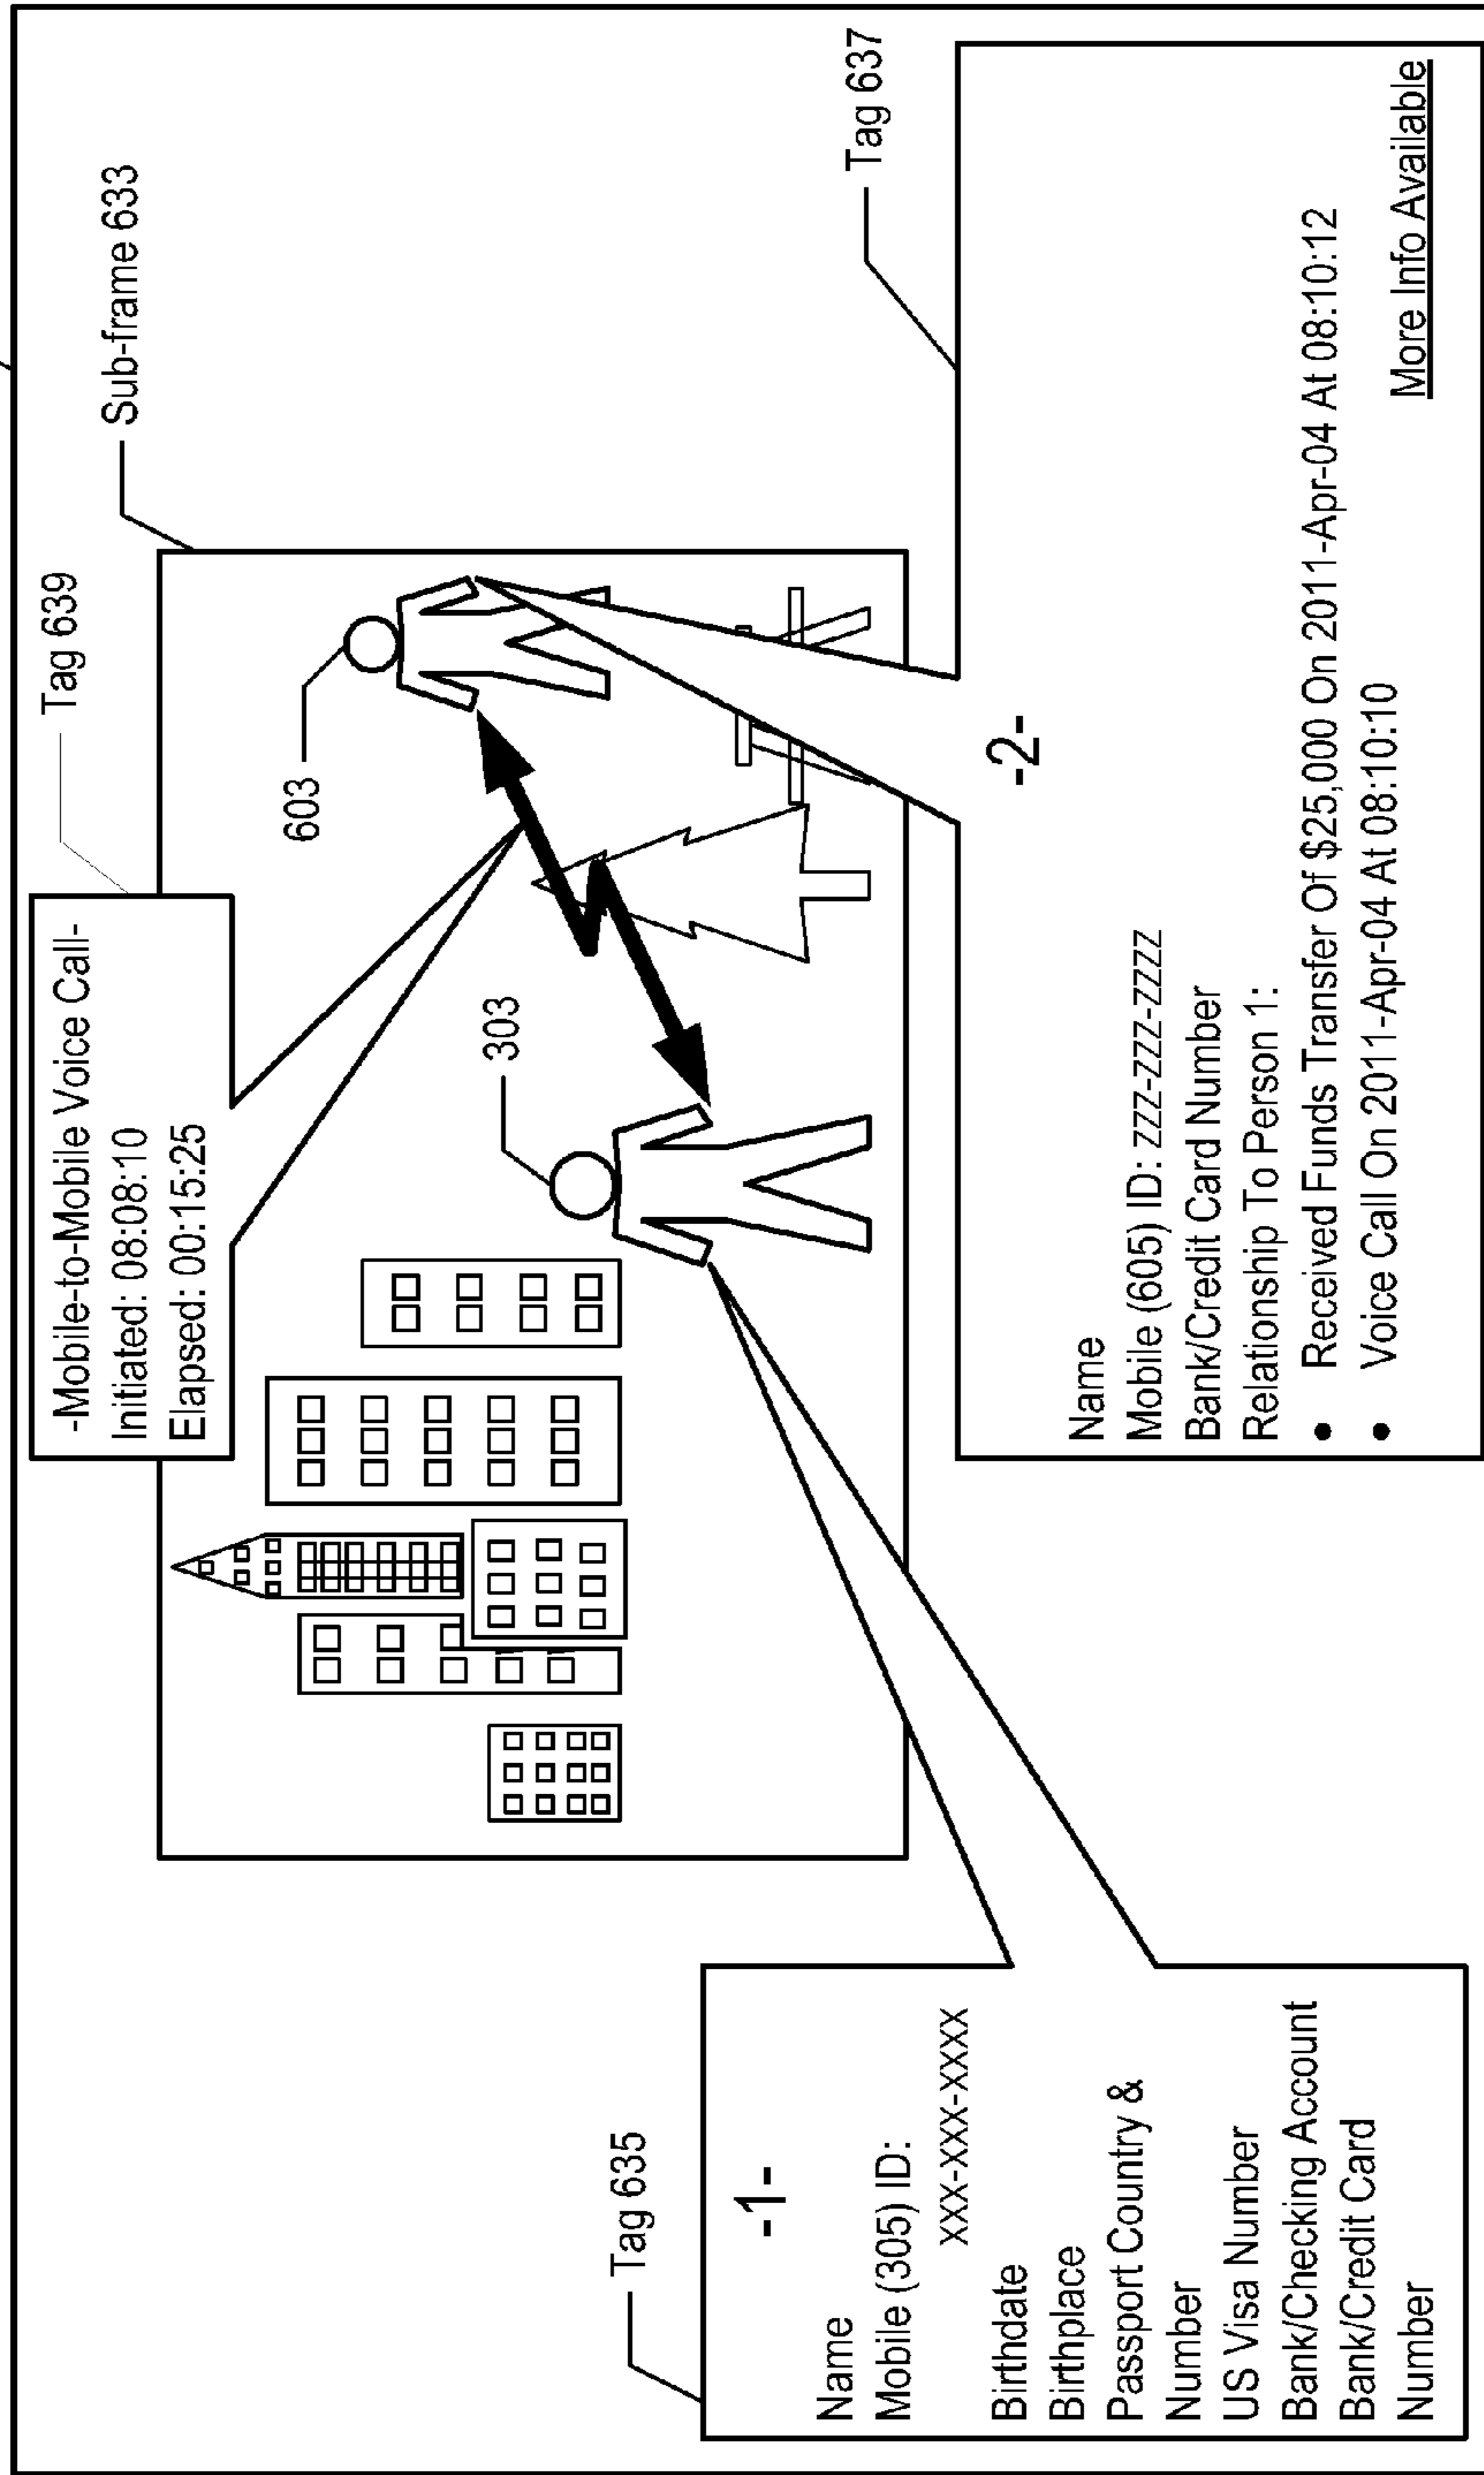 Tag 639
Sub-frame 633
-Mobile-to-Mobile Voice Call-
Initiated: 08:08:10
Elapsed: 00:15:25
603
303
Tag 635
-1-
Name
Mobile (305) ID:
xxx-xxx-xxxx
Birthdate
Birthplace
Passport Country &
Number
US Visa Number
Bank/Checking Account
Bank/Credit Card
Number
Tag 637
-2-
Name
Mobile (605) ID: zzz-zzz-zzzz
Bank/Credit Card Number
Relationship To Person 1:
• Received Funds Transfer Of $25,000 On 2011-Apr-04 At 08:10:12
• Voice Call On 2011-Apr-04 At 08:10:10
More Info Available